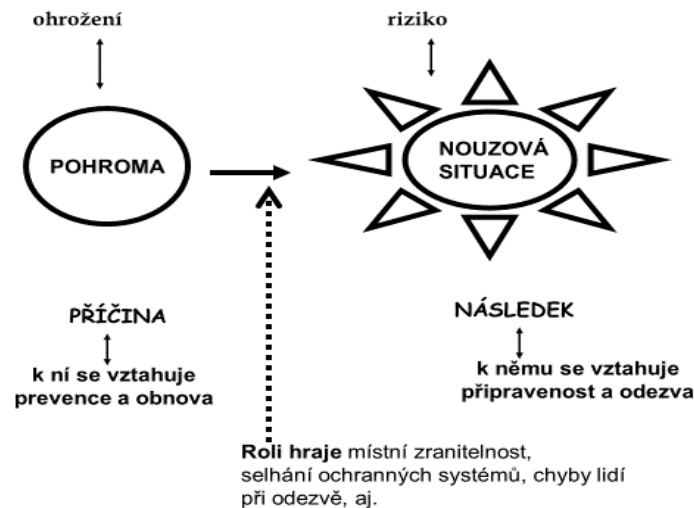 ohrožení
riziko
POHROMA
NOUZOVÁ
SITUACE
PŘÍČINA
k ní se vztahuje
prevence a obnova
NÁSLEDEK
k němu se vztahuje
připravenost a odezva
Roli hraje místní zranitelnost,
selhání ochranných systémů, chyby lidí
při odezvě, aj.